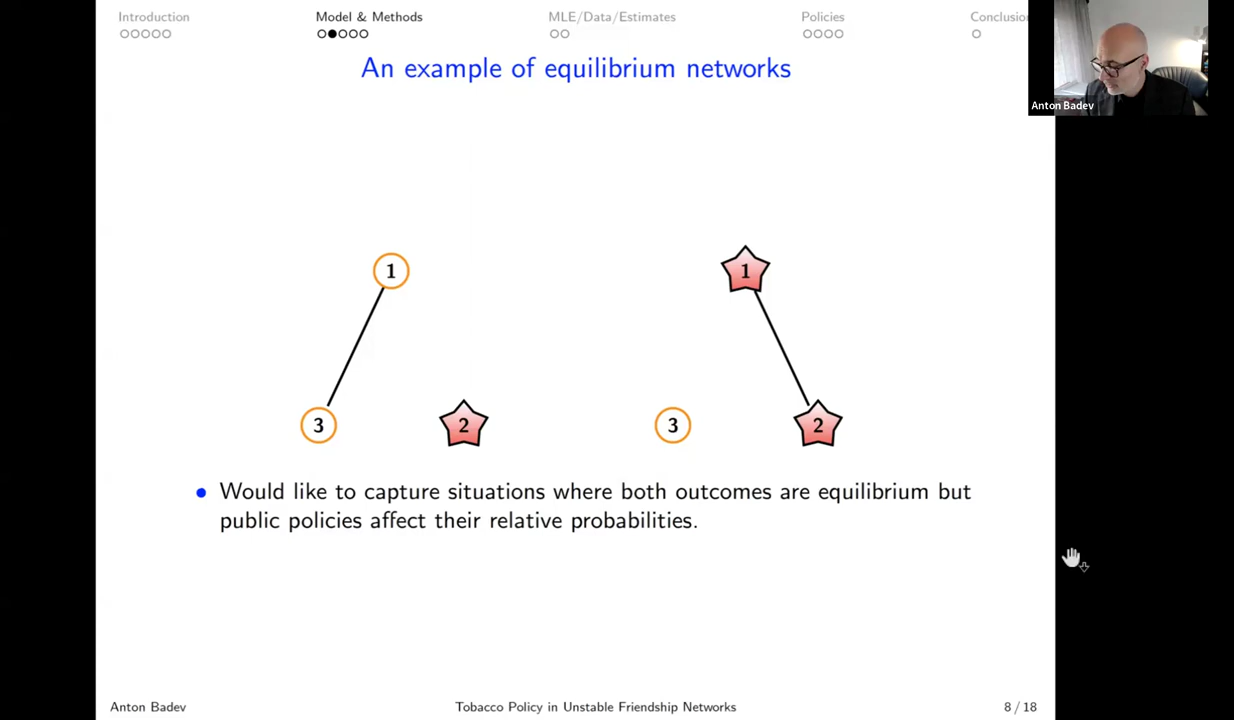 Introduction
Model & Methods
MLE/Data/Estimates
Policies
Conclusion
An example of equilibrium networks
Anton Badev
1
1
3
2
3
2
Would like to capture situations where both outcomes are equilibrium but
public policies affect their relative probabilities.
Anton Badev
Tobacco Policy in Unstable Friendship Networks
8 / 18